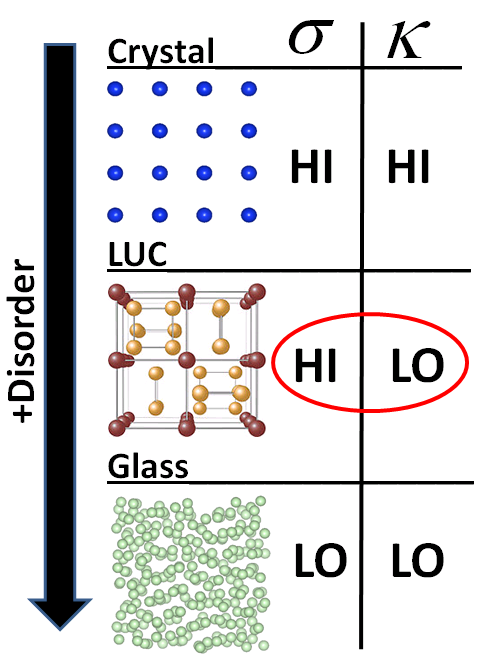 σ κ
Crystal
HI HI
LUC
HI LO
Glass
LO LO
+Disorder